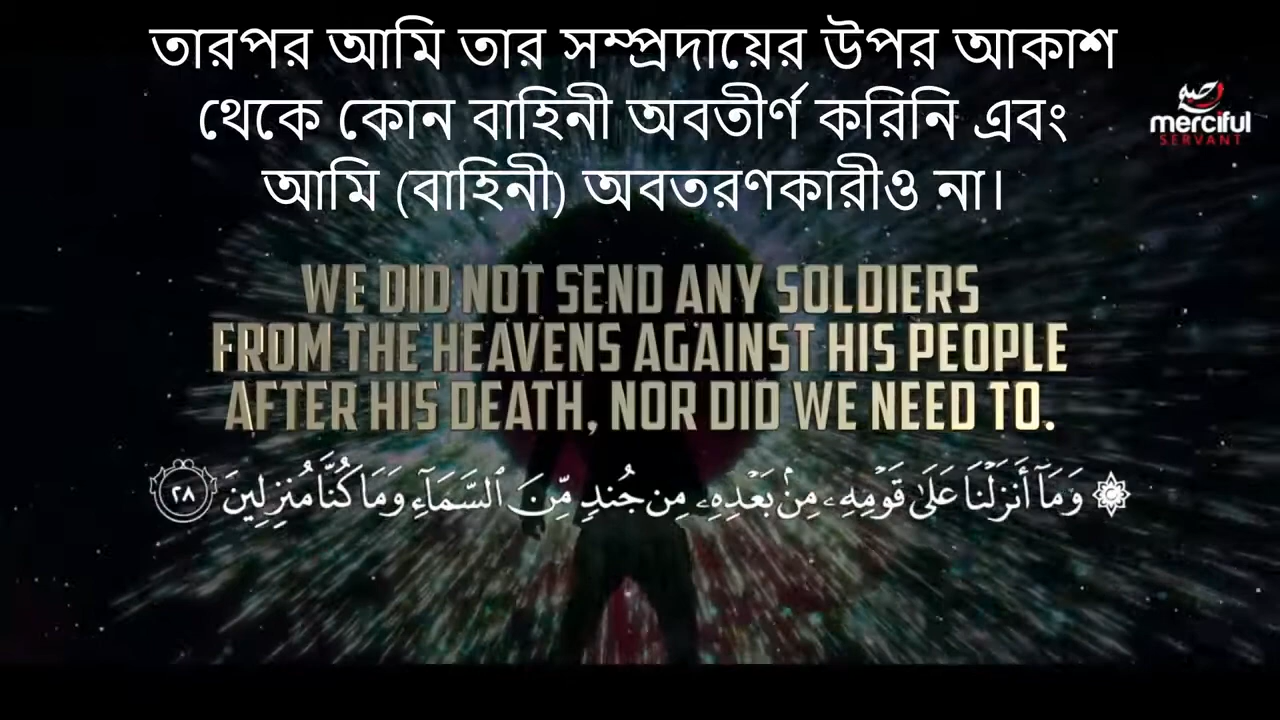 তারপর আমি তার সম্প্রদায়ের উপর আকাশ
থেকে কোন বাহিনী অবতীর্ণ করিনি এবং
আমি (বাহিনী) অবতরণকারীও না।
merciful
SERVANT
WE DID NOT SEND ANY SOLDIERS
FROM THE HEAVENS AGAINST HIS PEOPLE
AFTER HIS DEATH, NOR DID WE NEED TO.
۞ وَمَآ أَنزَلْنَا عَلَىٰ قَوْمِهِۦ مِنۢ بَعْدِهِۦ مِن جُندٍ مِّنَ ٱلسَّمَآءِ وَمَا كُنَّا مُنزِلِينَ ٢٨